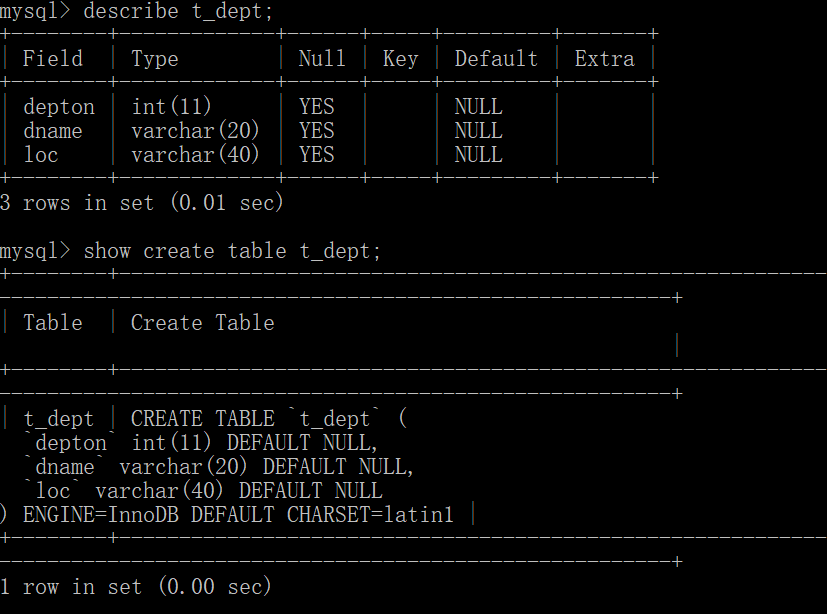 mysql> describe t_dept;
+--------+-------------+------+-----+---------+-------+
| Field  | Type        | Null | Key | Default | Extra |
+--------+-------------+------+-----+---------+-------+
| depton | int(11)     | YES  |     | NULL    |       |
| dname  | varchar(20) | YES  |     | NULL    |       |
| loc    | varchar(40) | YES  |     | NULL    |       |
+--------+-------------+------+-----+---------+-------+
3 rows in set (0.01 sec)
mysql> show create table t_dept;
| Table  | Create Table
|
| t_dept | CREATE TABLE `t_dept` (
  `depton` int(11) DEFAULT NULL,
  `dname` varchar(20) DEFAULT NULL,
  `loc` varchar(40) DEFAULT NULL
) ENGINE=InnoDB DEFAULT CHARSET=latin1 |
1 row in set (0.00 sec)